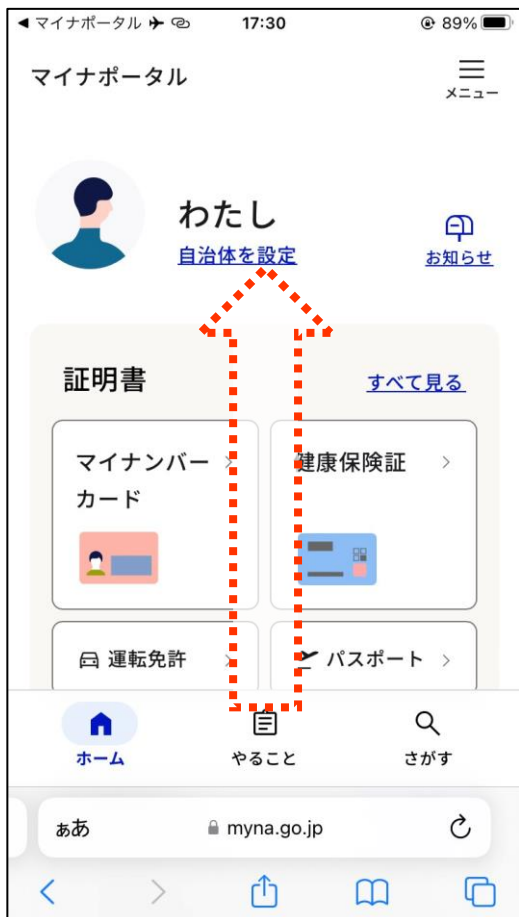 マイナポータル 17:30 89%
マイナポータル
メニュー
わたし
自治体を設定
お知らせ
証明書 すべて見る
マイナンバー
カード
健康保険証
運転免許
パスポート
ホーム やること さがす
ぁあ myna.go.jp